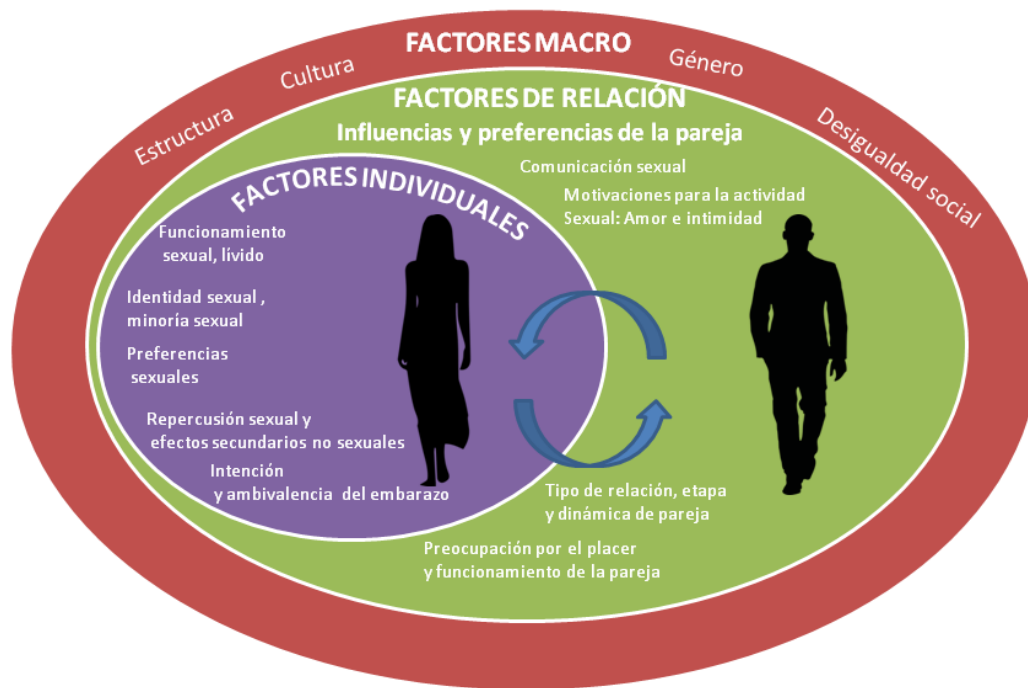 FACTORES MACRO
Estructura
Cultura
Género
Desigualdad social
FACTORES DE RELACIÓN
Influencias y preferencias de la pareja
Comunicación sexual
Motivaciones para la actividad
Sexual: Amor e intimidad
FACTORES INDIVIDUALES
Funcionamiento
sexual, lívido
Identidad sexual ,
minoría sexual
Preferencias
sexuales
Repercusión sexual y
efectos secundarios no sexuales
Intención
y ambivalencia del embarazo
Tipo de relación, etapa
y dinámica de pareja
Preocupación por el placer
y funcionamiento de la pareja